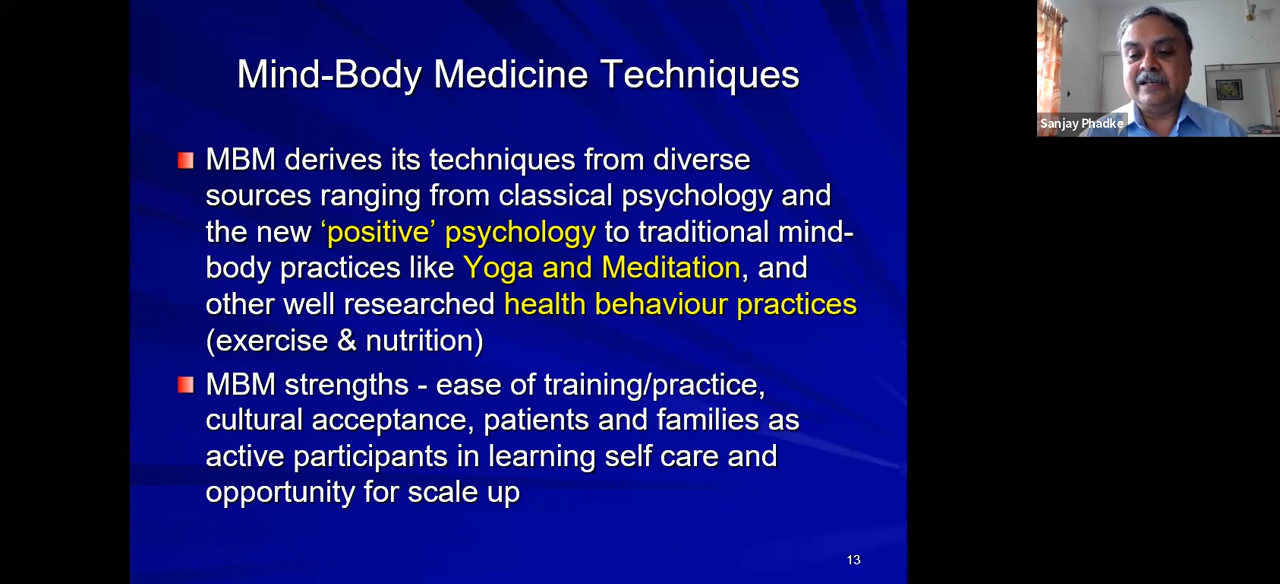 Mind-Body Medicine Techniques
MBM derives its techniques from diverse
sources ranging from classical psychology and
the new ‘positive’ psychology to traditional mind-
body practices like Yoga and Meditation, and
other well researched health behaviour practices
(exercise & nutrition)
MBM strengths - ease of training/practice,
cultural acceptance, patients and families as
active participants in learning self care and
opportunity for scale up
13
Sanjay Phadke